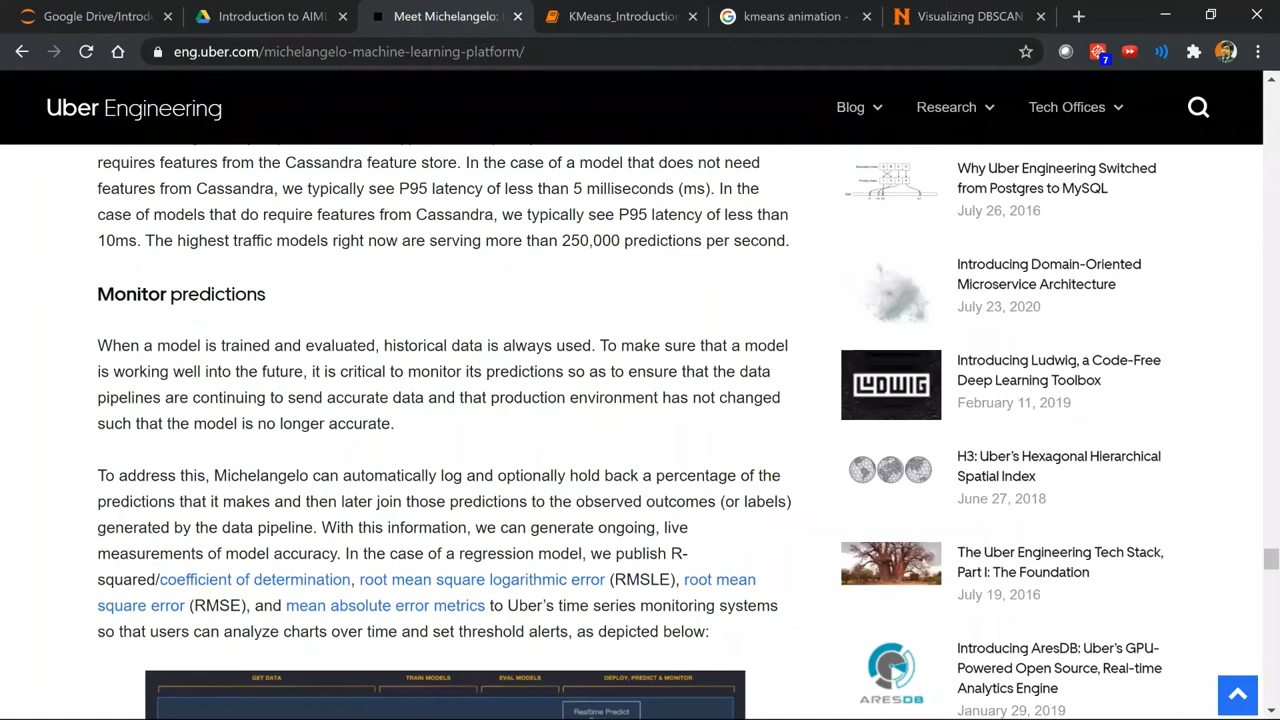 Google Drive/Introduc
Introduction to AIML
Meet Michelangelo:
KMeans_Introduction
kmeans animation -
Visualizing DBSCAN
eng.uber.com/michelangelo-machine-learning-platform/
7
Uber Engineering
Blog
Research
Tech Offices
requires features from the Cassandra feature store. In the case of a model that does not need
features from Cassandra, we typically see P95 latency of less than 5 milliseconds (ms). In the
case of models that do require features from Cassandra, we typically see P95 latency of less than
10ms. The highest traffic models right now are serving more than 250,000 predictions per second.
Monitor predictions
When a model is trained and evaluated, historical data is always used. To make sure that a model
is working well into the future, it is critical to monitor its predictions so as to ensure that the data
pipelines are continuing to send accurate data and that production environment has not changed
such that the model is no longer accurate.
To address this, Michelangelo can automatically log and optionally hold back a percentage of the
predictions that it makes and then later join those predictions to the observed outcomes (or labels)
generated by the data pipeline. With this information, we can generate ongoing, live
measurements of model accuracy. In the case of a regression model, we publish R-
squared/coefficient of determination, root mean square logarithmic error (RMSLE), root mean
square error (RMSE), and mean absolute error metrics to Uber’s time series monitoring systems
so that users can analyze charts over time and set threshold alerts, as depicted below:
GET DATA
TRAIN MODELS
EVAL MODELS
DEPLOY, PREDICT & MONITOR
Realtime Predict
Why Uber Engineering Switched
from Postgres to MySQL
July 26, 2016
Introducing Domain-Oriented
Microservice Architecture
July 23, 2020
LUDWIG
Introducing Ludwig, a Code-Free
Deep Learning Toolbox
February 11, 2019
H3: Uber’s Hexagonal Hierarchical
Spatial Index
June 27, 2018
The Uber Engineering Tech Stack,
Part I: The Foundation
July 19, 2016
ARESDB
Introducing AresDB: Uber’s GPU-
Powered Open Source, Real-time
Analytics Engine
January 29, 2019